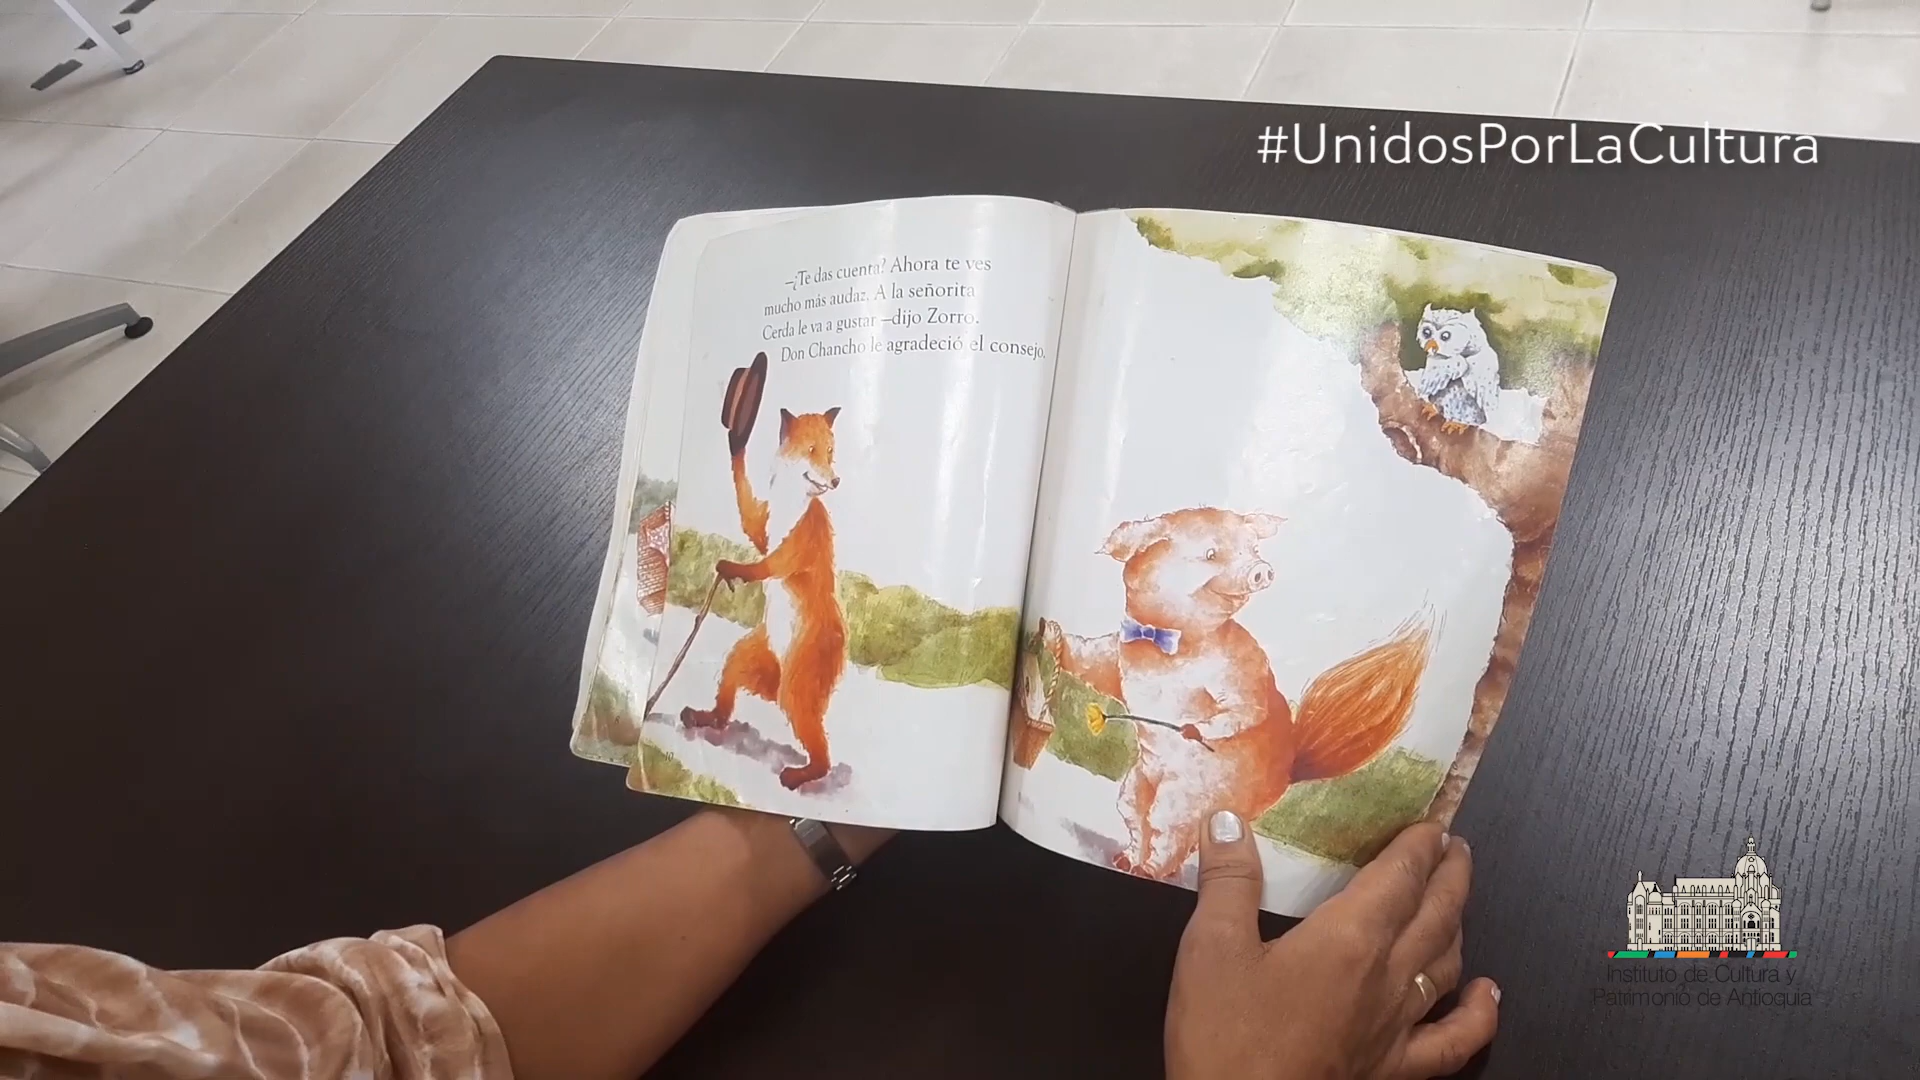 #UnidosPorLaCultura
—¿Te das cuenta? Ahora te ves
mucho más audaz. A la señorita
Cerda le va a gustar —dijo Zorro.
Don Chancho le agradeció el consejo.
10
Instituto de Cultura y
Patrimonio de Antioquia